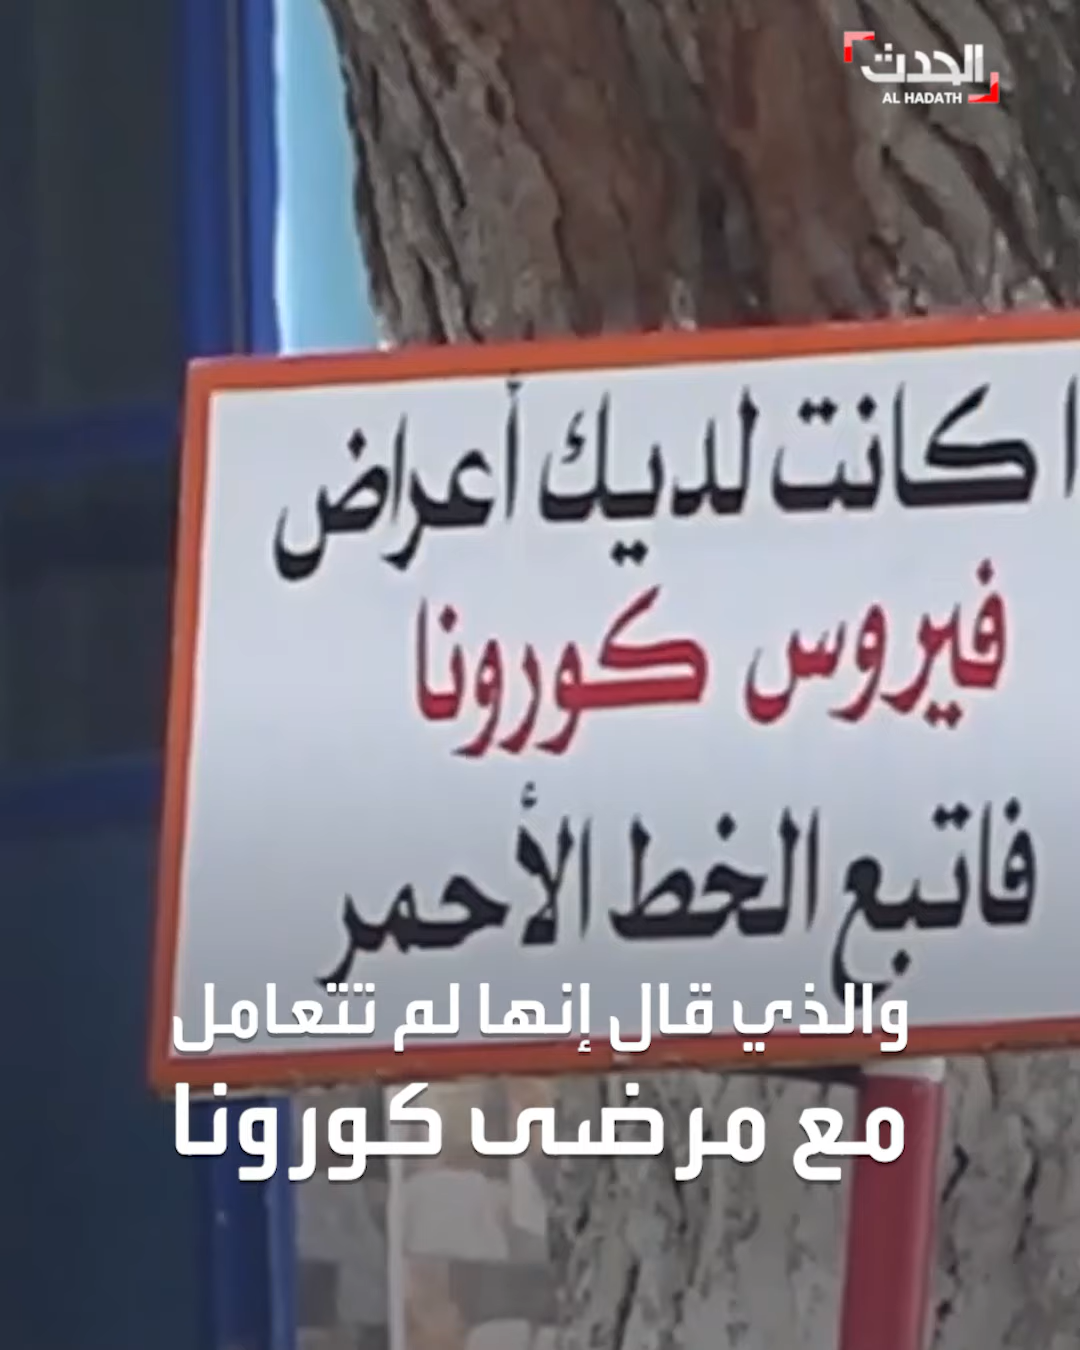 الحدث
AL HADATH
كانت لديك أعراض
فيروس كورونا
فاتبع الخط الأحمر
والذي قال إنها لم تتعامل
مع مرضى كورونا